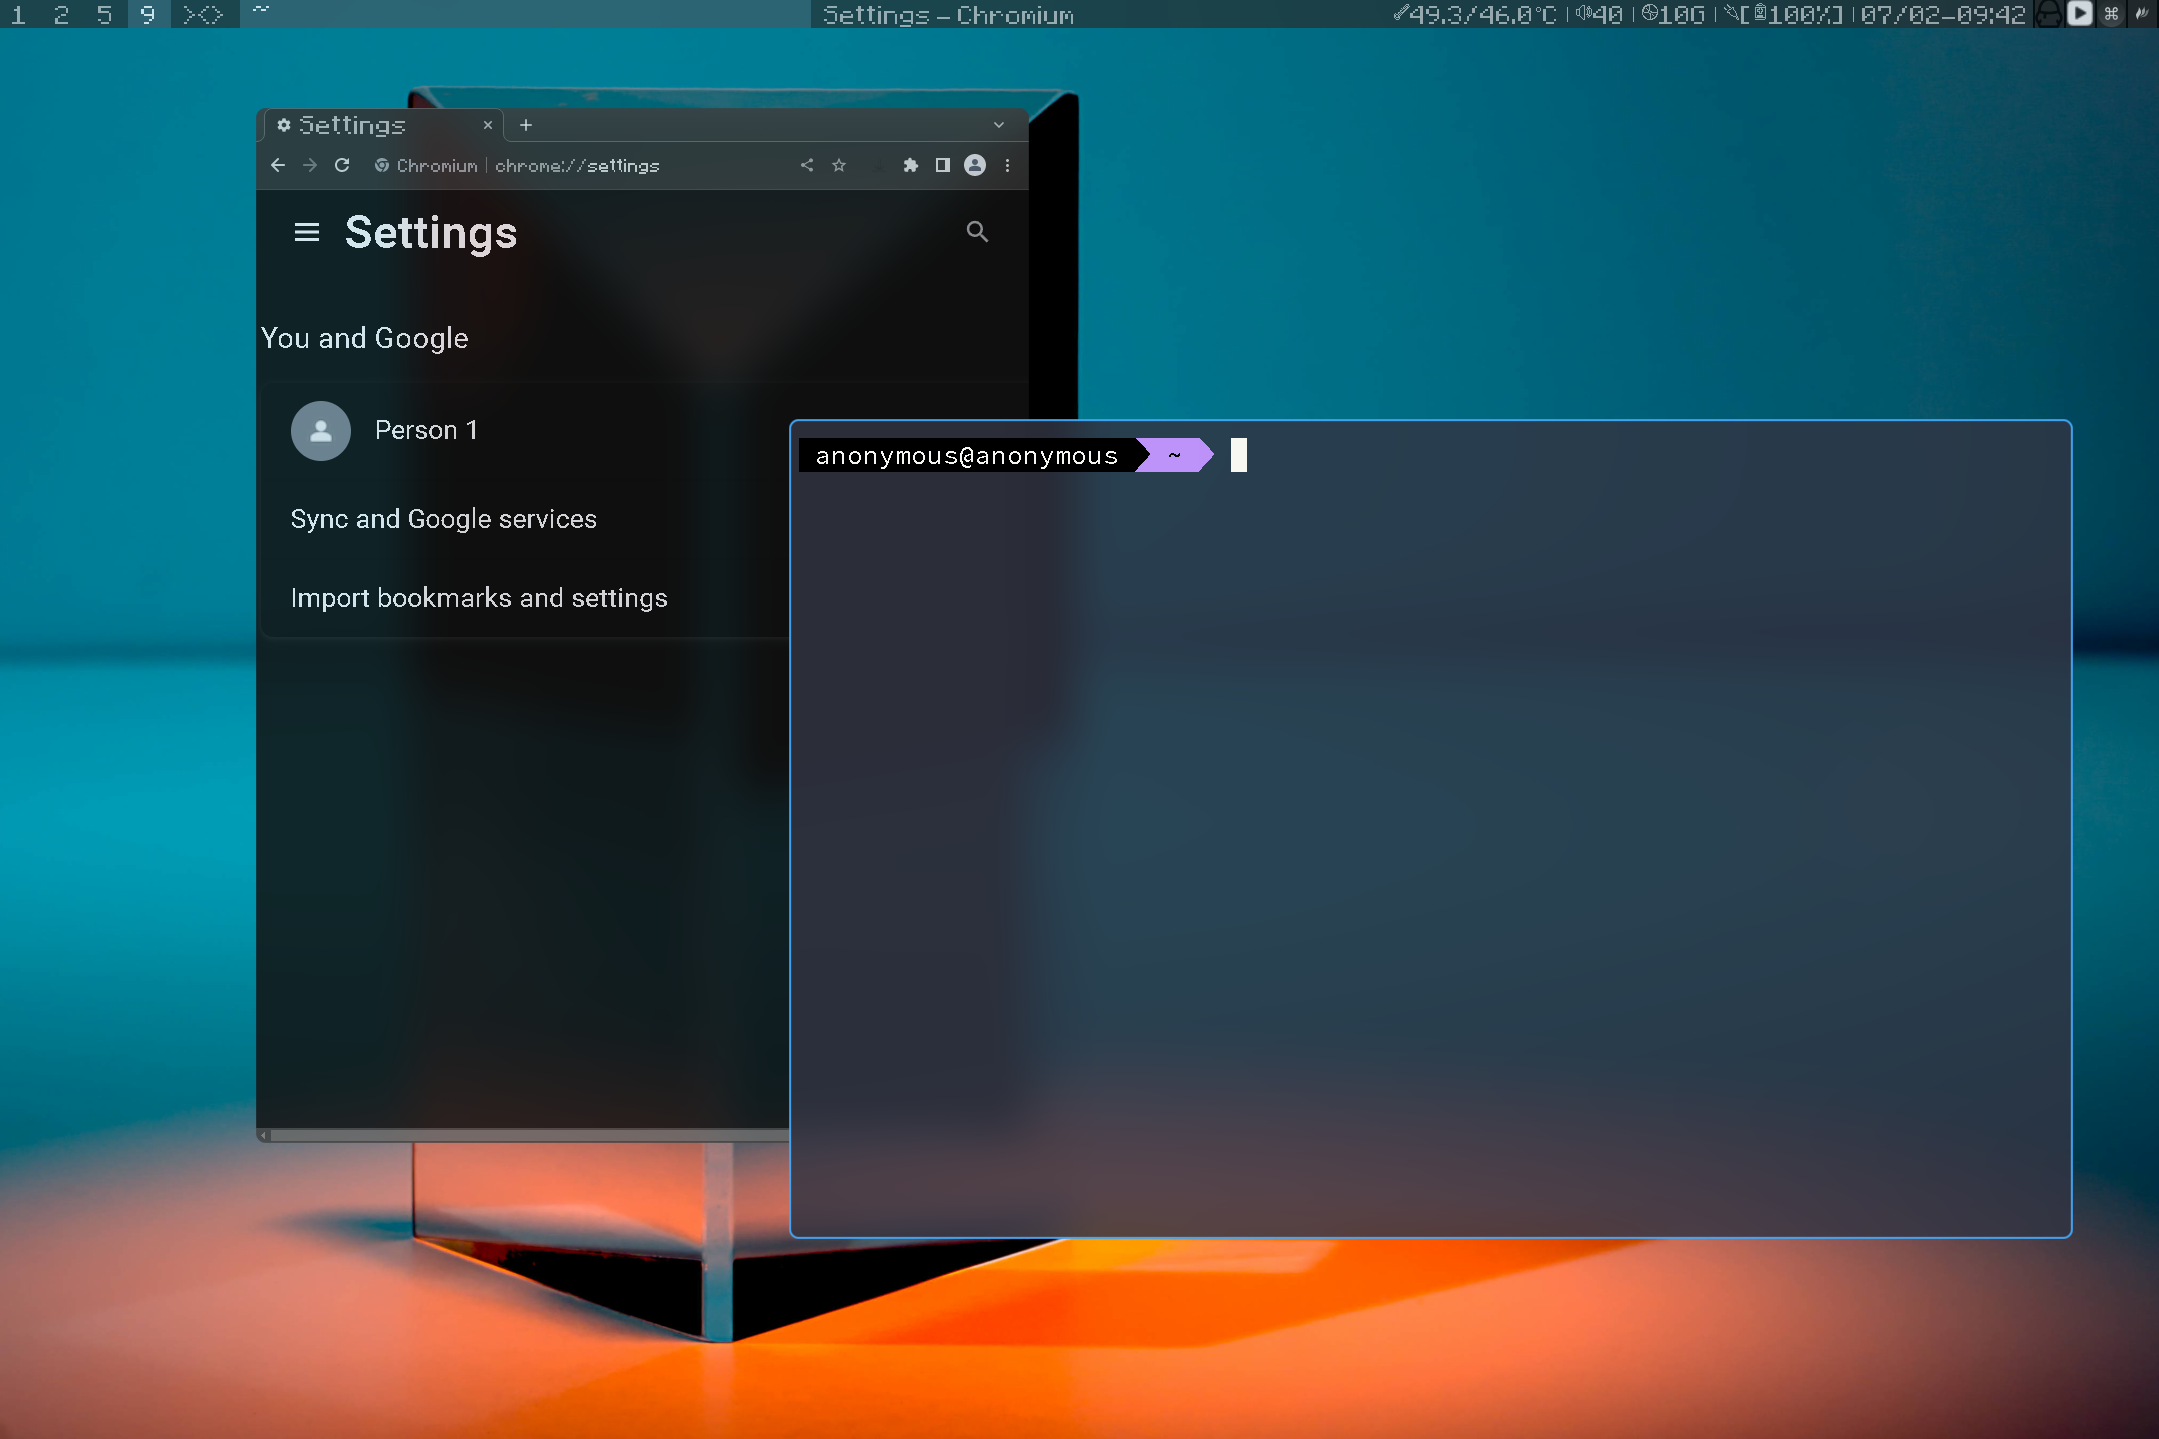 1 2 5 9 ><> ~ Settings – Chromium 49.3/46.0°C | 40 | 10G | [ 100%] | 07/02-09:42
Settings
Chromium | chrome://settings
Settings
You and Google
Person 1
Sync and Google services
Import bookmarks and settings
anonymous@anonymous ~